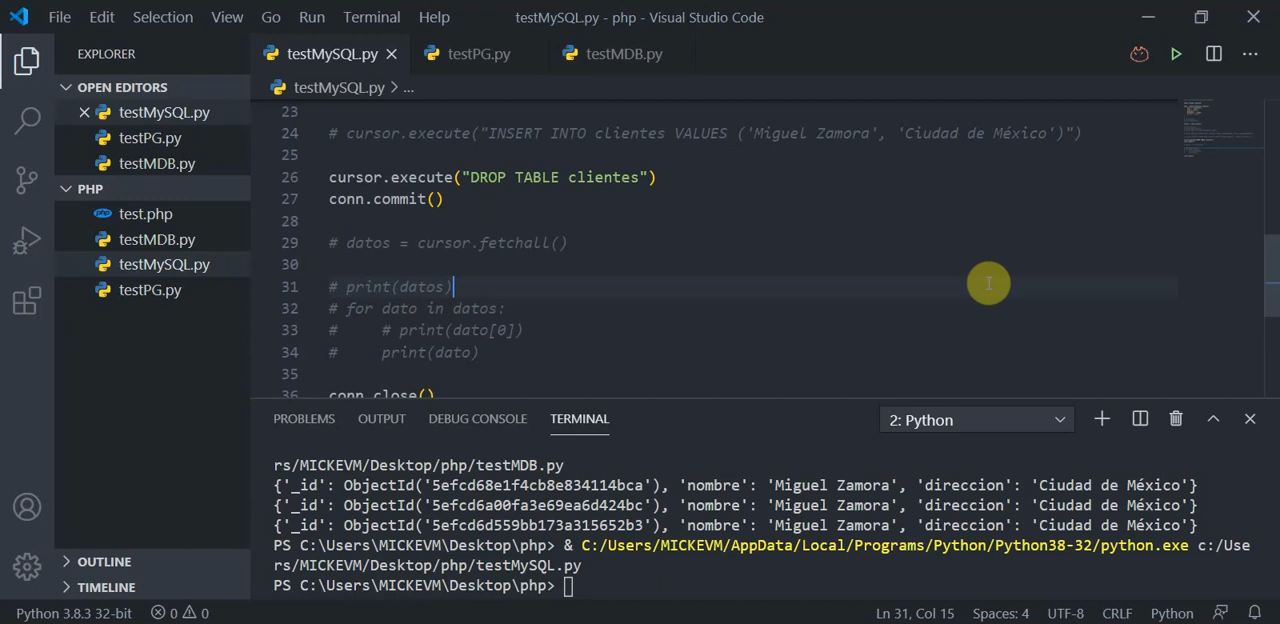 File Edit Selection View Go Run Terminal Help testMySQL.py - php - Visual Studio Code
EXPLORER
OPEN EDITORS
testMySQL.py
testPG.py
testMDB.py
PHP
test.php
testMDB.py
testMySQL.py
testPG.py
OUTLINE
TIMELINE
testMySQL.py testPG.py testMDB.py
testMySQL.py > ...
23
24 # cursor.execute("INSERT INTO clientes VALUES ('Miguel Zamora', 'Ciudad de México')")
25
26 cursor.execute("DROP TABLE clientes")
27 conn.commit()
28
29 # datos = cursor.fetchall()
30
31 # print(datos)
32 # for dato in datos:
33 #     # print(dato[0])
34 #     print(dato)
35
36 conn.close()
PROBLEMS OUTPUT DEBUG CONSOLE TERMINAL 2: Python
rs/MICKEVM/Desktop/php/testMDB.py
{'_id': ObjectId('5efcd68e1f4cb8e834114bca'), 'nombre': 'Miguel Zamora', 'direccion': 'Ciudad de México'}
{'_id': ObjectId('5efcd6a00fa3e69ea6d424bc'), 'nombre': 'Miguel Zamora', 'direccion': 'Ciudad de México'}
{'_id': ObjectId('5efcd6d559bb173a315652b3'), 'nombre': 'Miguel Zamora', 'direccion': 'Ciudad de México'}
PS C:\Users\MICKEVM\Desktop\php> & C:/Users/MICKEVM/AppData/Local/Programs/Python/Python38-32/python.exe c:/Use
rs/MICKEVM/Desktop/php/testMySQL.py
PS C:\Users\MICKEVM\Desktop\php>
Python 3.8.3 32-bit 0 0 Ln 31, Col 15 Spaces: 4 UTF-8 CRLF Python